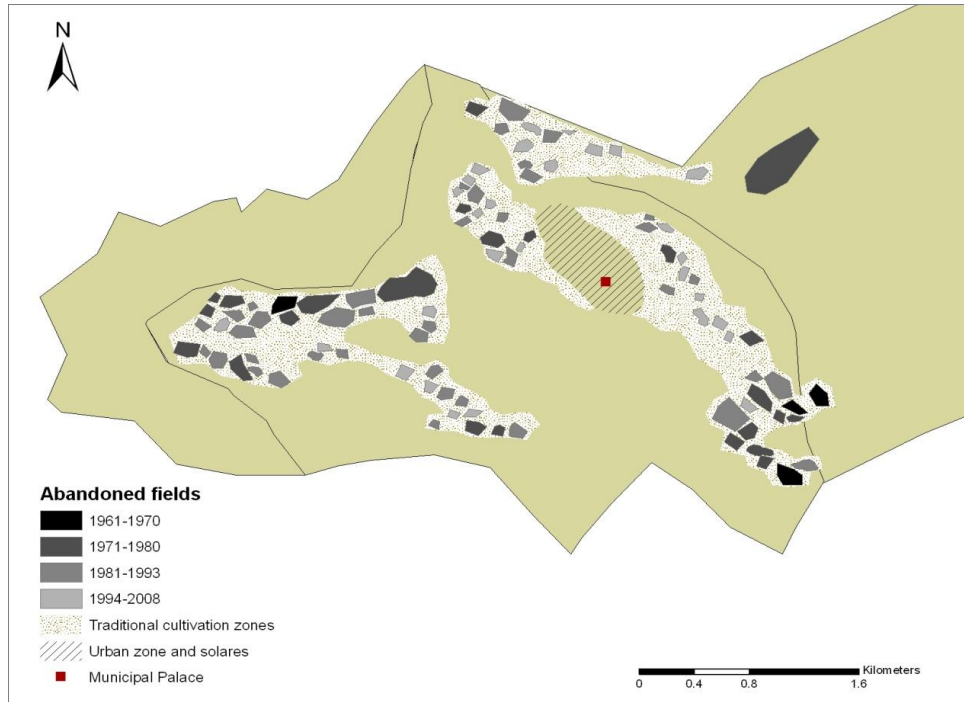 N
Abandoned fields
1961-1970
1971-1980
1981-1993
1994-2008
Traditional cultivation zones
Urban zone and solares
Municipal Palace
Kilometers
0 0.4 0.8 1.6